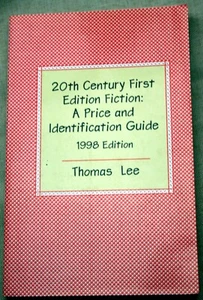 20th Century First
Edition Fiction:
A Price and
Identification Guide
1998 Edition
Thomas Lee